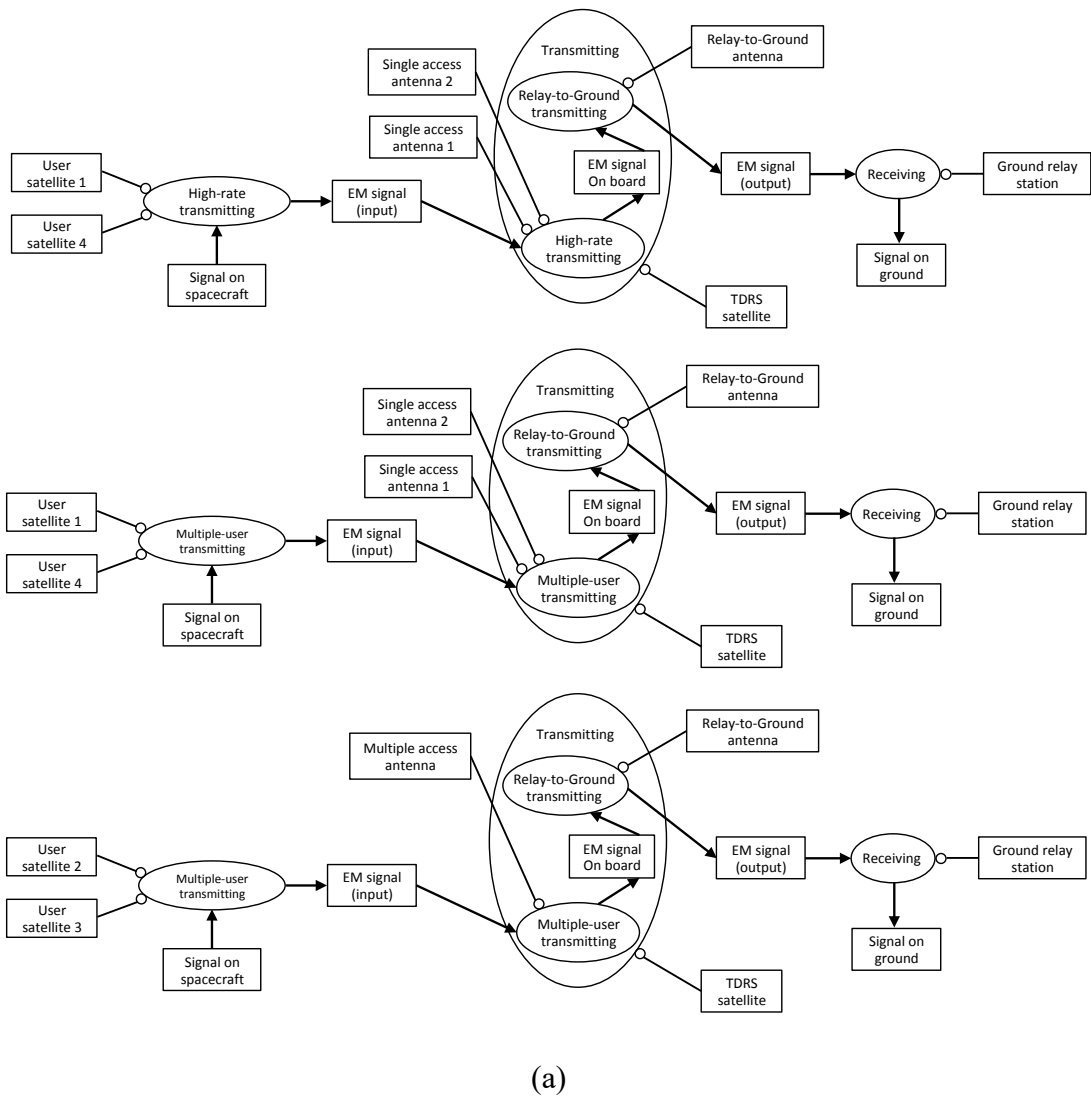 Transmitting
Relay-to-Ground
antenna
Single access
antenna 2
Relay-to-Ground
transmitting
Single access
antenna 1
EM signal
On board
EM signal
(output)
Receiving
Ground relay
station
User
satellite 1
High-rate
transmitting
EM signal
(input)
User
satellite 4
High-rate
transmitting
Signal on
spacecraft
Signal on
ground
TDRS
satellite
Transmitting
Relay-to-Ground
antenna
Single access
antenna 2
Relay-to-Ground
transmitting
Single access
antenna 1
EM signal
On board
EM signal
(output)
Receiving
Ground relay
station
User
satellite 1
Multiple-user
transmitting
EM signal
(input)
User
satellite 4
Multiple-user
transmitting
Signal on
spacecraft
Signal on
ground
TDRS
satellite
Transmitting
Relay-to-Ground
antenna
Multiple access
antenna
Relay-to-Ground
transmitting
EM signal
On board
EM signal
(output)
Receiving
Ground relay
station
User
satellite 2
Multiple-user
transmitting
EM signal
(input)
User
satellite 3
Multiple-user
transmitting
Signal on
spacecraft
Signal on
ground
TDRS
satellite
(a)